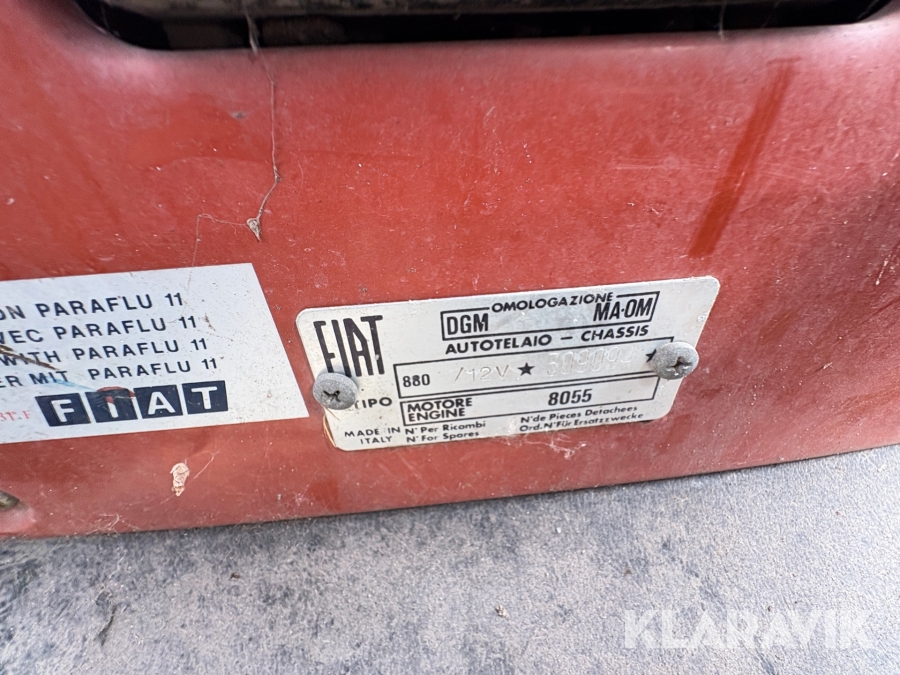 ON PARAFLU 11
VEC PARAFLU 11
WITH PARAFLU 11
ER MIT. PARAFLU 11
FIAT
FIAT
OMOLOGAZIONE
DGM MA-OM
AUTOTELAIO - CHASSIS
880 /12V ★ ★
TIPO
MOTORE
ENGINE
8055
MADE IN
ITALY
N° Per Ricambi
N° For Spares
N° de Pieces Detachees
Ord. N° Für Ersatzzwecke
KLARAVIK